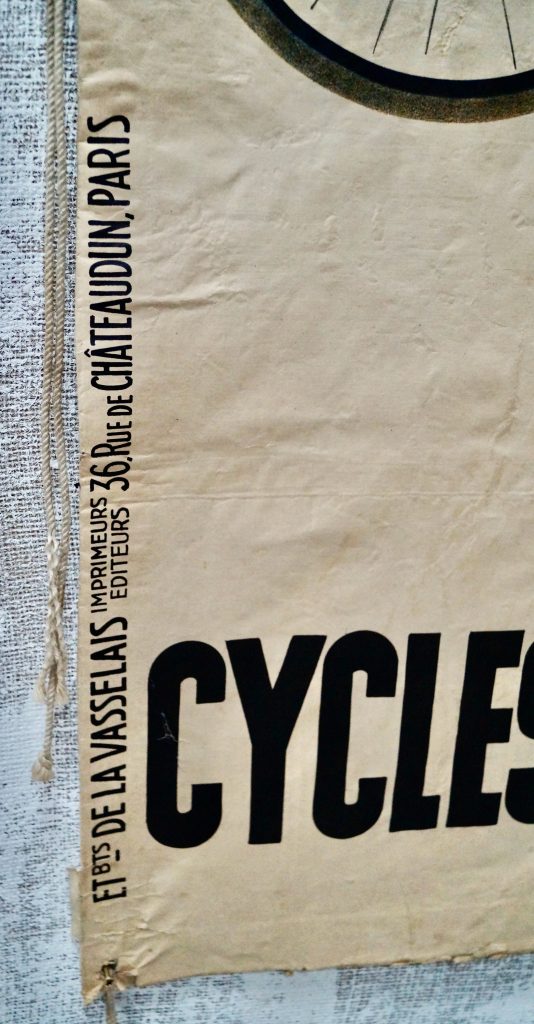 ETBTS DE LA VASSELAIS IMPRIMEURS EDITEURS 36, RUE DE CHÂTEAUDUN, PARIS
CYCLES